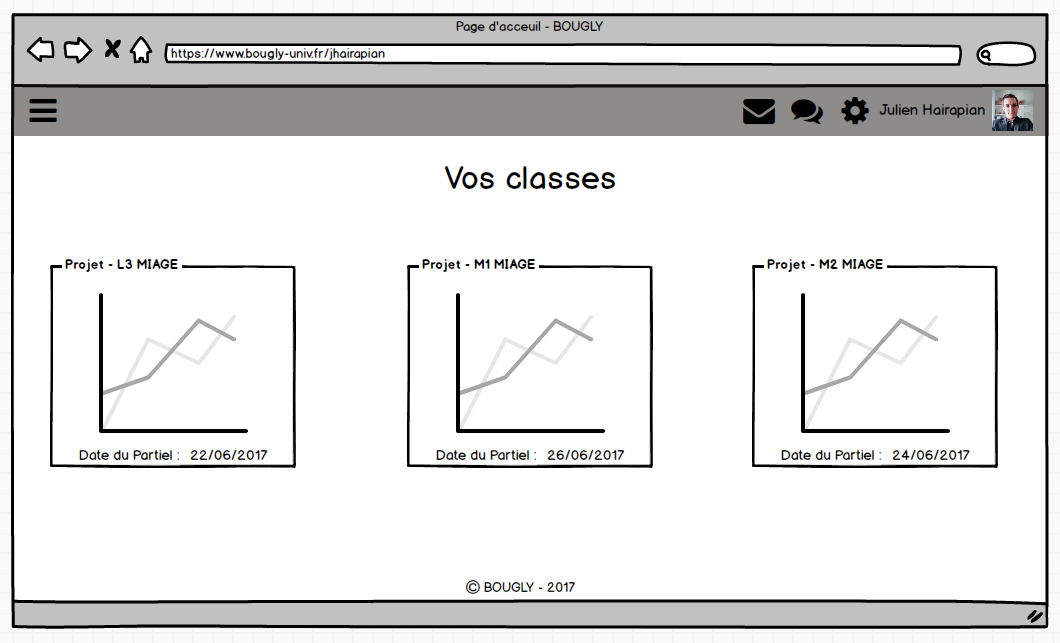 Page d'acceuil - BOUGLY
https://www.bougly-univ.fr/jhairapian
Julien Hairapian
Vos classes
Projet - L3 MIAGE
Projet - M1 MIAGE
Projet - M2 MIAGE
Date du Partiel : 22/06/2017
Date du Partiel : 26/06/2017
Date du Partiel : 24/06/2017
© BOUGLY - 2017